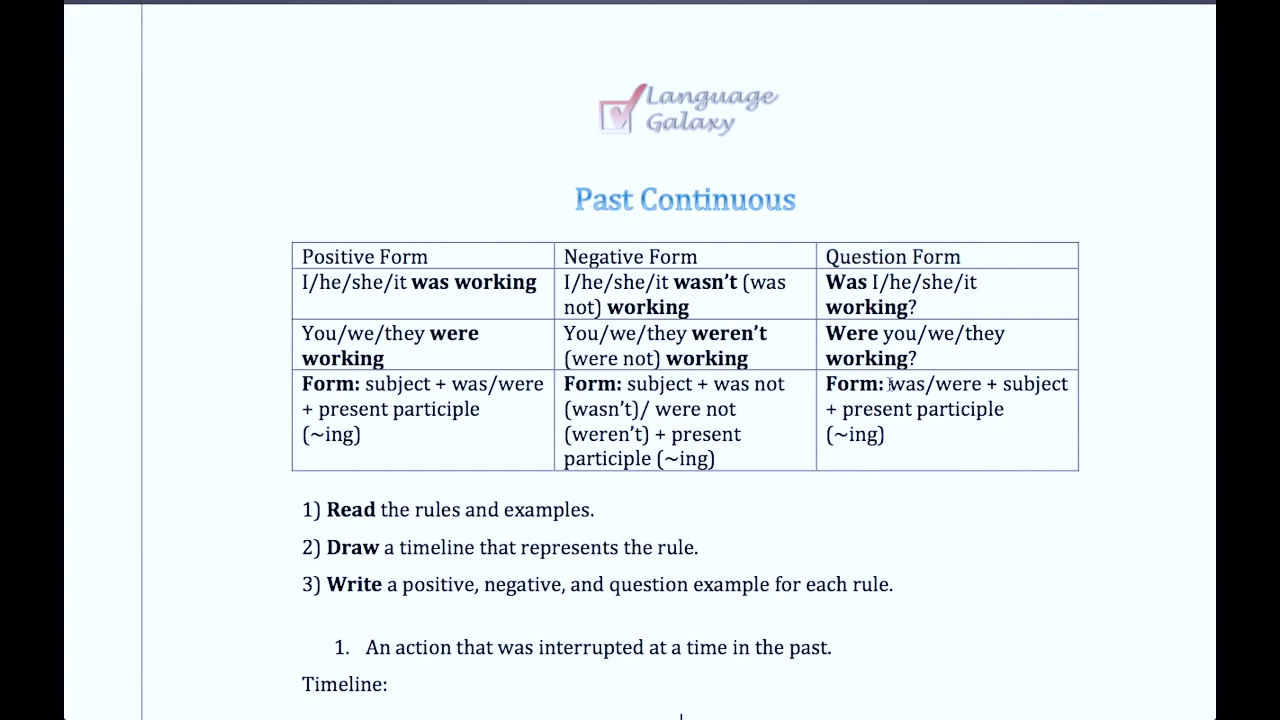 Language
Galaxy
Past Continuous
Positive Form
Negative Form
Question Form
I/he/she/it was working
I/he/she/it wasn’t (was
not) working
Was I/he/she/it
working?
You/we/they were
working
You/we/they weren’t
(were not) working
Were you/we/they
working?
Form: subject + was/were
+ present participle
(~ing)
Form: subject + was not
(wasn’t)/ were not
(weren’t) + present
participle (~ing)
Form: was/were + subject
+ present participle
(~ing)
1) Read the rules and examples.
2) Draw a timeline that represents the rule.
3) Write a positive, negative, and question example for each rule.
1. An action that was interrupted at a time in the past.
Timeline: